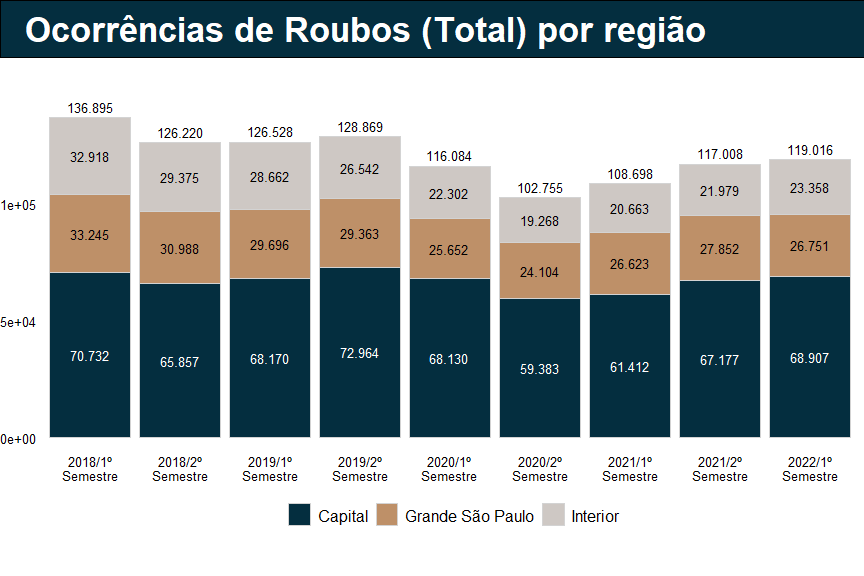 Ocorrências de Roubos (Total) por região
136.895
126.220
126.528
128.869
116.084
102.755
108.698
117.008
119.016
32.918
29.375
28.662
26.542
22.302
19.268
20.663
21.979
23.358
1e+05
33.245
30.988
29.696
29.363
25.652
24.104
26.623
27.852
26.751
5e+04
70.732
65.857
68.170
72.964
68.130
59.383
61.412
67.177
68.907
0e+00
2018/1º
Semestre
2018/2º
Semestre
2019/1º
Semestre
2019/2º
Semestre
2020/1º
Semestre
2020/2º
Semestre
2021/1º
Semestre
2021/2º
Semestre
2022/1º
Semestre
Capital
Grande São Paulo
Interior